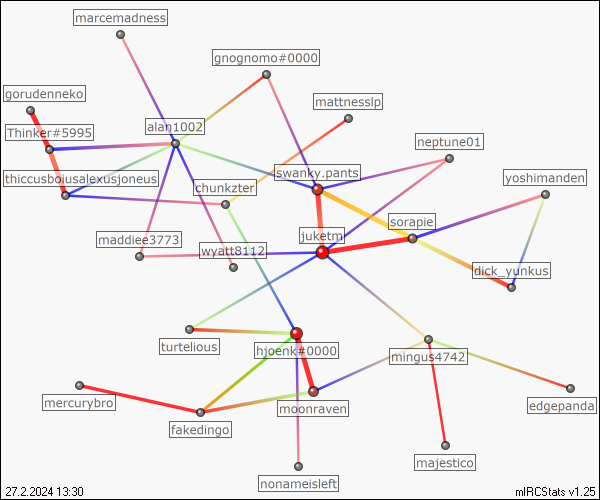 marcemadness
gnognomo#0000
gorudenneko
mattnesslp
Thinker#5995
alan1002
neptune01
swanky.pants
thiccusboiusalexusjoneus
yoshimanden
chunkzter
sorapie
maddiee3773
juketm
wyatt8112
dick_yunkus
turtelious
hjoenk#0000
mingus4742
mercurybro
moonraven
edgepanda
fakedingo
majestico
nonameisleft
27.2.2024 13:30
mIRCStats v1.25